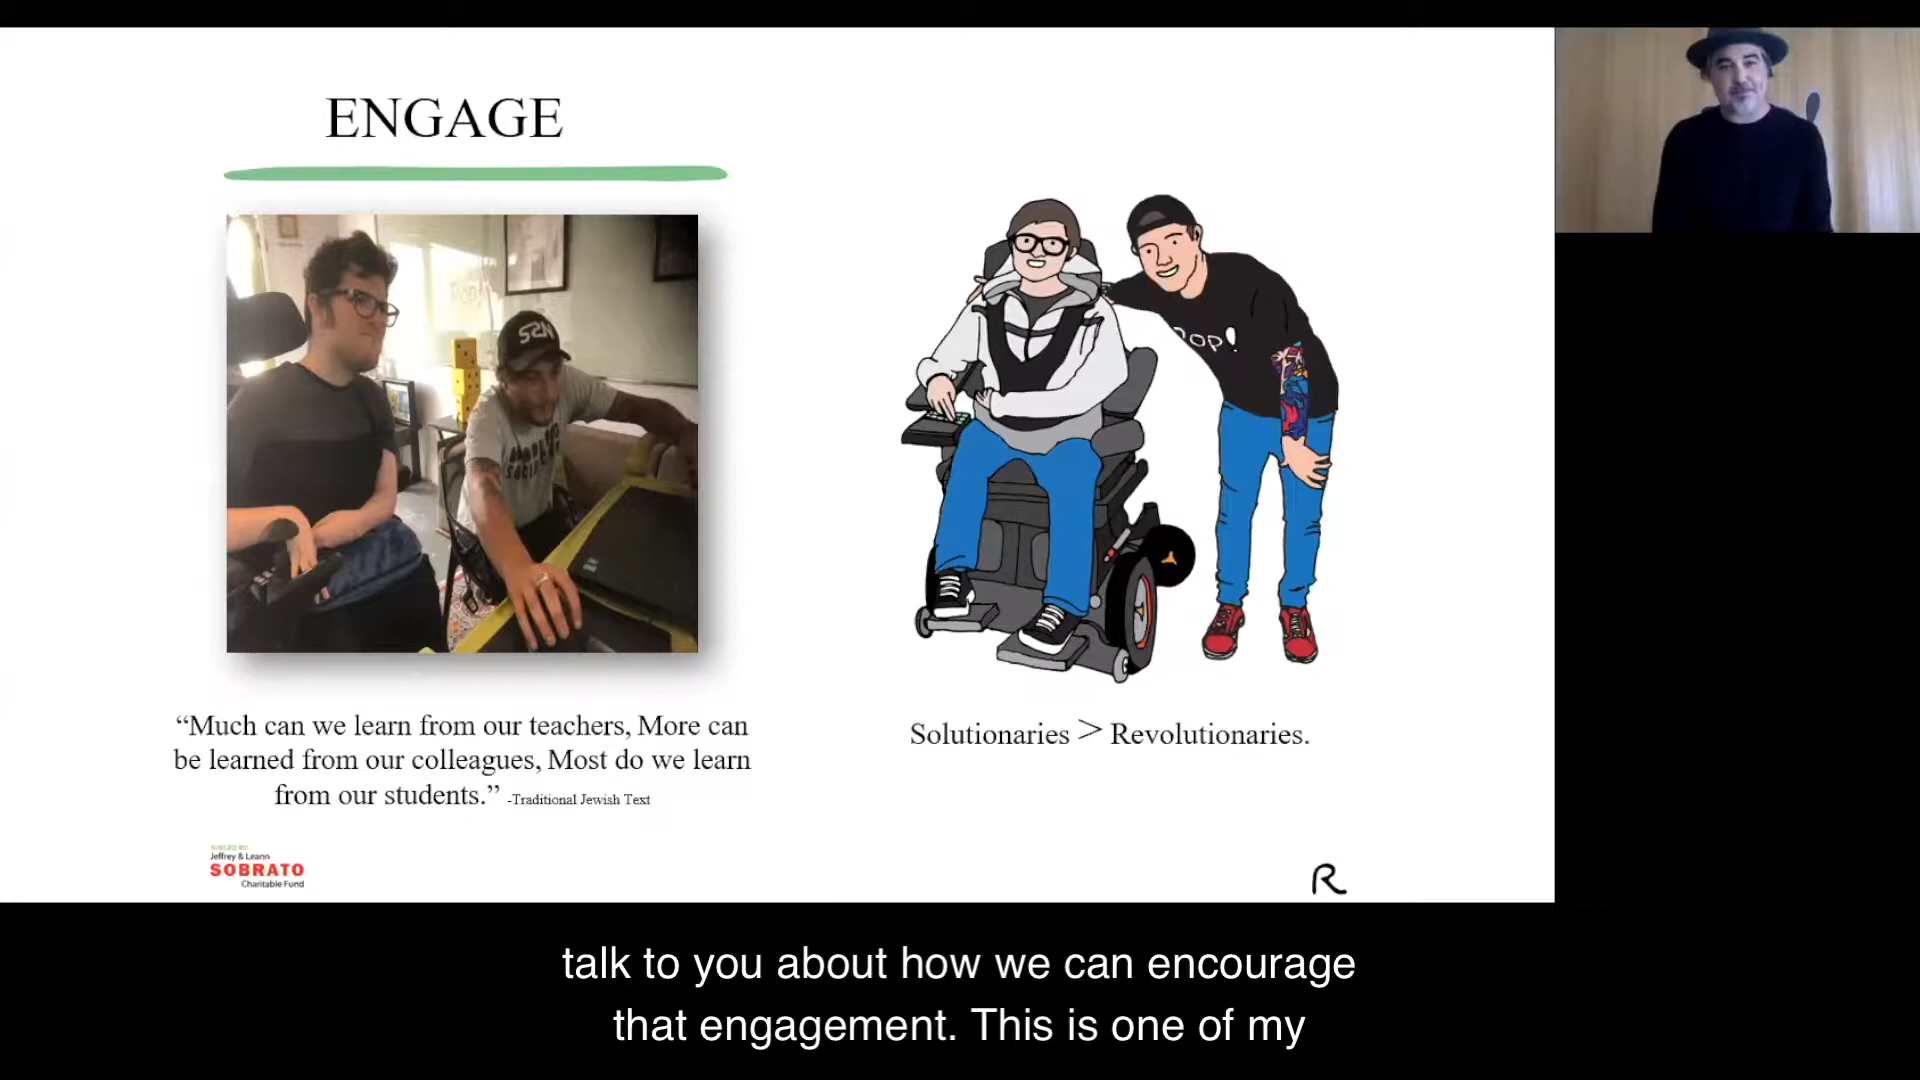 ENGAGE
SZN
Pop!
“Much can we learn from our teachers, More can
be learned from our colleagues, Most do we learn
from our students.” -Traditional Jewish Text
Solutionaries > Revolutionaries.
Jeffrey & Leann
SOBRATO
Charitable Fund
R
talk to you about how we can encourage
that engagement. This is one of my